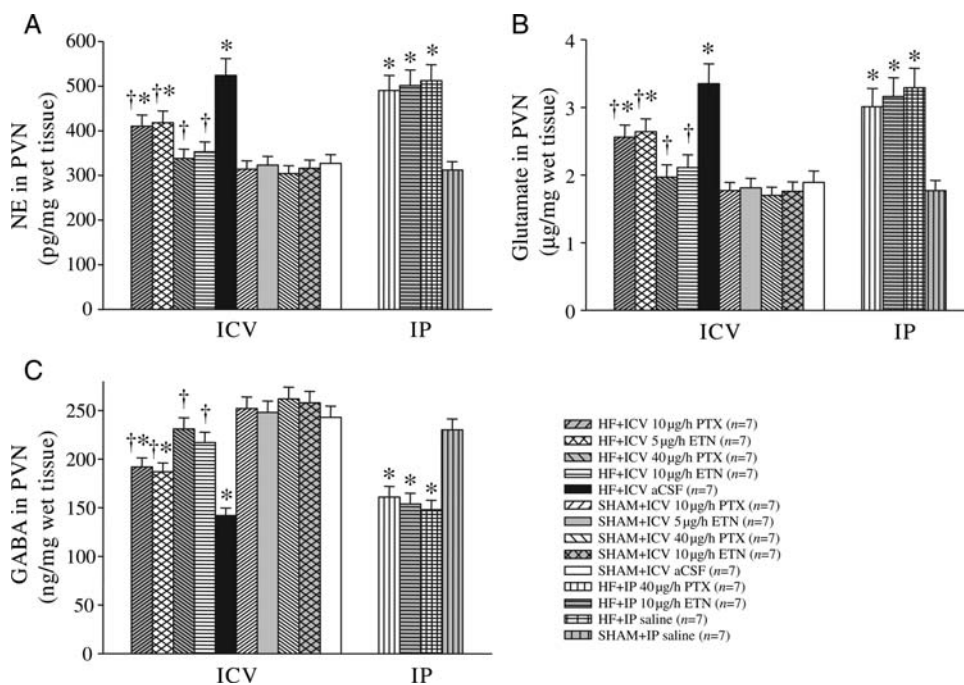 A
NE in PVN
(pg/mg wet tissue)
600
500
400
300
200
100
0
†* †* † † * * * *
ICV IP
B
Glutamate in PVN
(μg/mg wet tissue)
4
3
2
1
0
†* †* † † * * * *
ICV IP
C
GABA in PVN
(ng/mg wet tissue)
250
200
150
100
50
0
†* †* † † * * * *
ICV IP
HF+ICV 10μg/h PTX (n=7)
HF+ICV 5μg/h ETN (n=7)
HF+ICV 40μg/h PTX (n=7)
HF+ICV 10μg/h ETN (n=7)
HF+ICV aCSF (n=7)
SHAM+ICV 10μg/h PTX (n=7)
SHAM+ICV 5μg/h ETN (n=7)
SHAM+ICV 40μg/h PTX (n=7)
SHAM+ICV 10μg/h ETN (n=7)
SHAM+ICV aCSF (n=7)
HF+IP 40μg/h PTX (n=7)
HF+IP 10μg/h ETN (n=7)
HF+IP saline (n=7)
SHAM+IP saline (n=7)